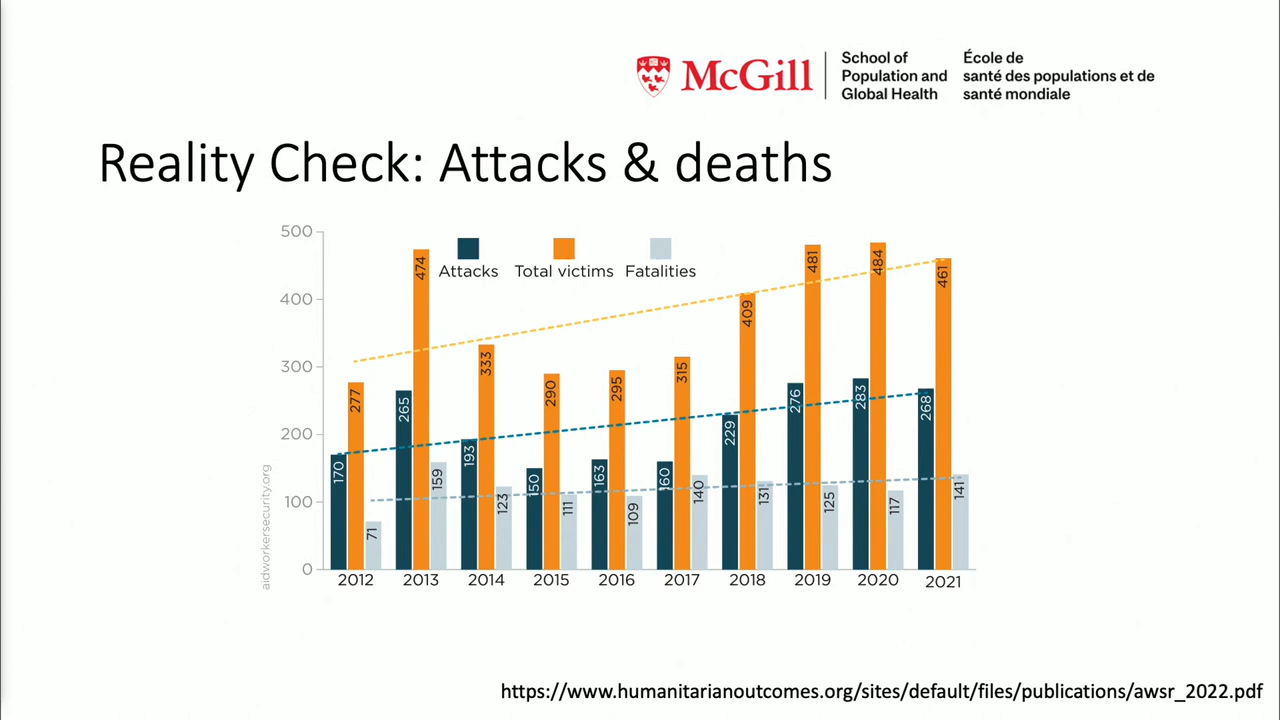 McGill
School of
Population and
Global Health
École de
santé des populations et de
santé mondiale
Reality Check: Attacks & deaths
500
400
300
200
100
0
Attacks Total victims Fatalities
170 277 71
265 474 159
193 333 123
150 290 111
163 295 109
160 315 140
229 409 131
276 481 125
283 484 117
268 461 141
2012 2013 2014 2015 2016 2017 2018 2019 2020 2021
aidworkersecurity.org
https://www.humanitarianoutcomes.org/sites/default/files/publications/awsr_2022.pdf